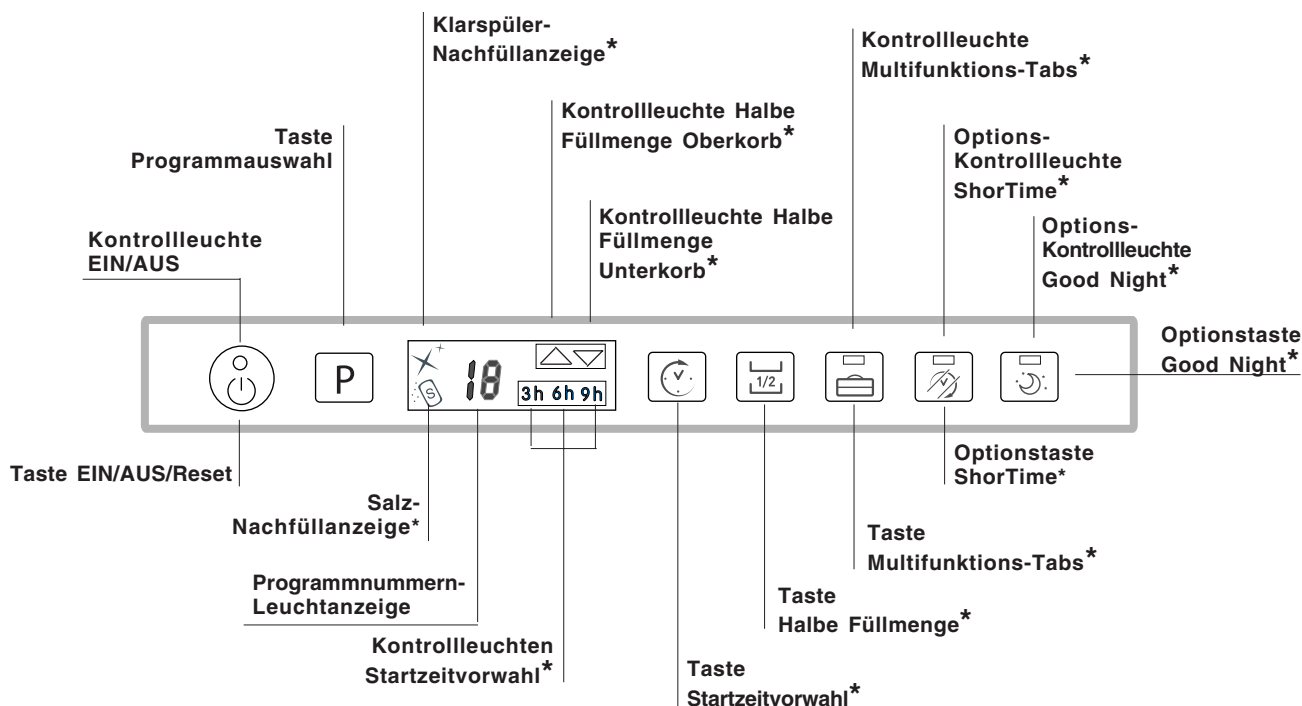 Klarspüler-
Nachfüllanzeige*
Kontrollleuchte
Multifunktions-Tabs*
Kontrollleuchte Halbe
Füllmenge Oberkorb*
Taste
Programmauswahl
Options-
Kontrollleuchte
ShorTime*
Kontrollleuchte Halbe
Füllmenge
Unterkorb*
Options-
Kontrollleuchte
Good Night*
Kontrollleuchte
EIN/AUS
Optionstaste
Good Night*
P
S
18
3h 6h 9h
1/2
Taste EIN/AUS/Reset
Optionstaste
ShorTime*
Salz-
Nachfüllanzeige*
Taste
Multifunktions-Tabs*
Programmnummern-
Leuchtanzeige
Taste
Halbe Füllmenge*
Kontrollleuchten
Startzeitvorwahl*
Taste
Startzeitvorwahl*